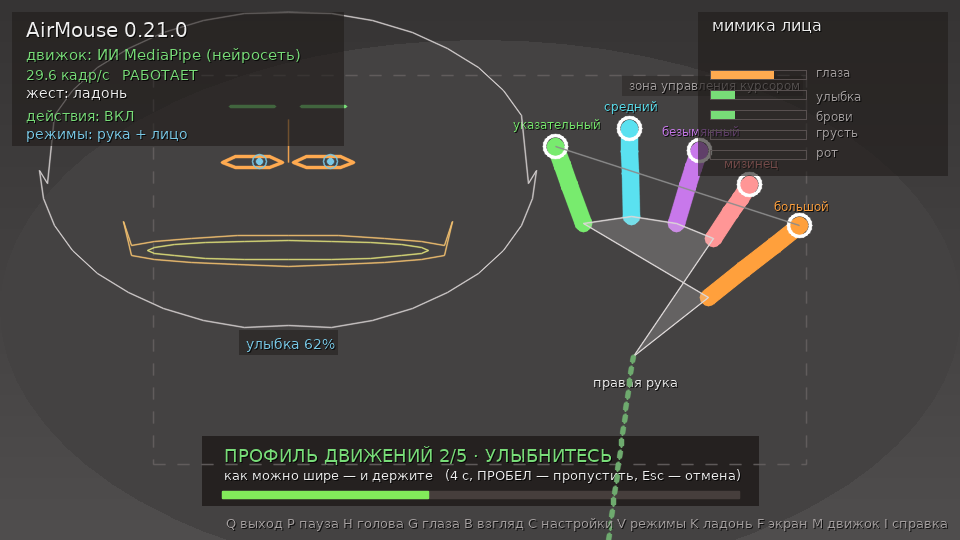 AirMouse 0.21.0
движок: ИИ MediaPipe (нейросеть)
29.6 кадр/с РАБОТАЕТ
жест: ладонь
действия: ВКЛ
режимы: рука + лицо
мимика лица
глаза
улыбка
брови
грусть
рот
зона управления курсором
средний
указательный
безымянный
мизинец
большой
улыбка 62%
правая рука
ПРОФИЛЬ ДВИЖЕНИЙ 2/5 · УЛЫБНИТЕСЬ
как можно шире — и держите (4 с, ПРОБЕЛ — пропустить, Esc — отмена)
Q выход P пауза H голова G глаза B взгляд C настройки V режимы K ладонь F экран M движок I справка